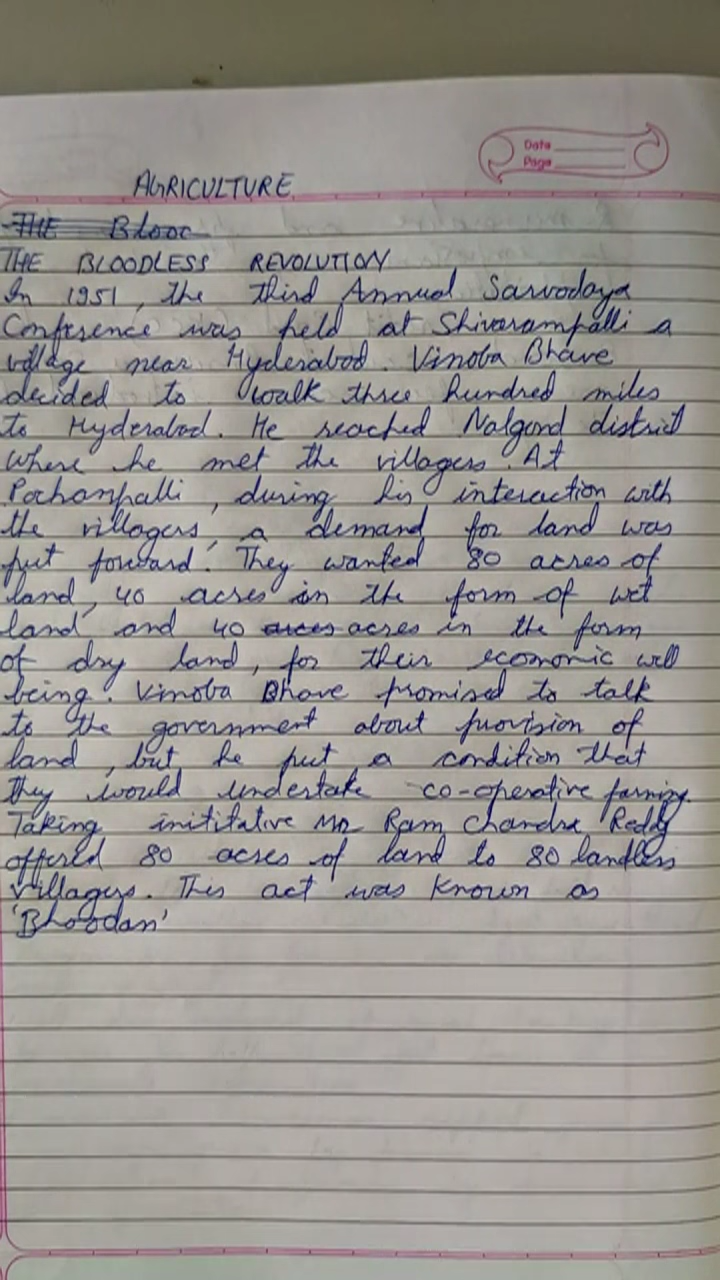 Date
Page
AGRICULTURE
THE Blooc
THE BLOODLESS REVOLUTION
In 1951, the third Annual Sarvodaya
Conference was held at Shivarampalli a
village near Hyderabad. Vinoba Bhave
decided to walk three hundred miles
to Hyderabad. He reached Nalgond district
where he met the villagers. At
Pochampalli, during his interaction with
the villagers, a demand for land was
put forward. They wanted 80 acres of
land, 40 acres in the form of wet
land and 40 acres acres in the form
of dry land, for their economic well
being. Vinoba Bhave promised to talk
to the government about provision of
land, but he put a condition that
they would undertake co-operative farming.
Taking inititative Mr Ram Chandra Reddy
offered 80 acres of land to 80 landless
villagers. This act was known as
'Bhoodan'